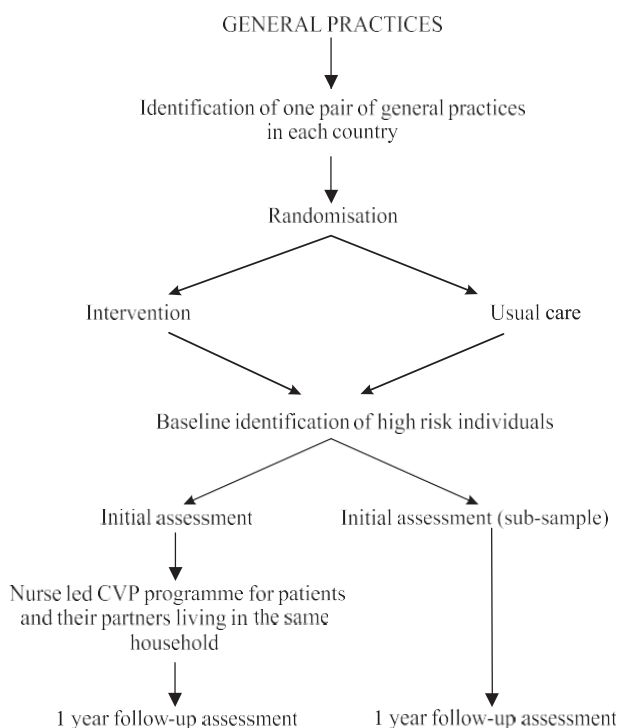 GENERAL PRACTICES
Identification of one pair of general practices
in each country
Randomisation
Intervention
Usual care
Baseline identification of high risk individuals
Initial assessment
Initial assessment (sub-sample)
Nurse led CVP programme for patients
and their partners living in the same
household
1 year follow-up assessment
1 year follow-up assessment